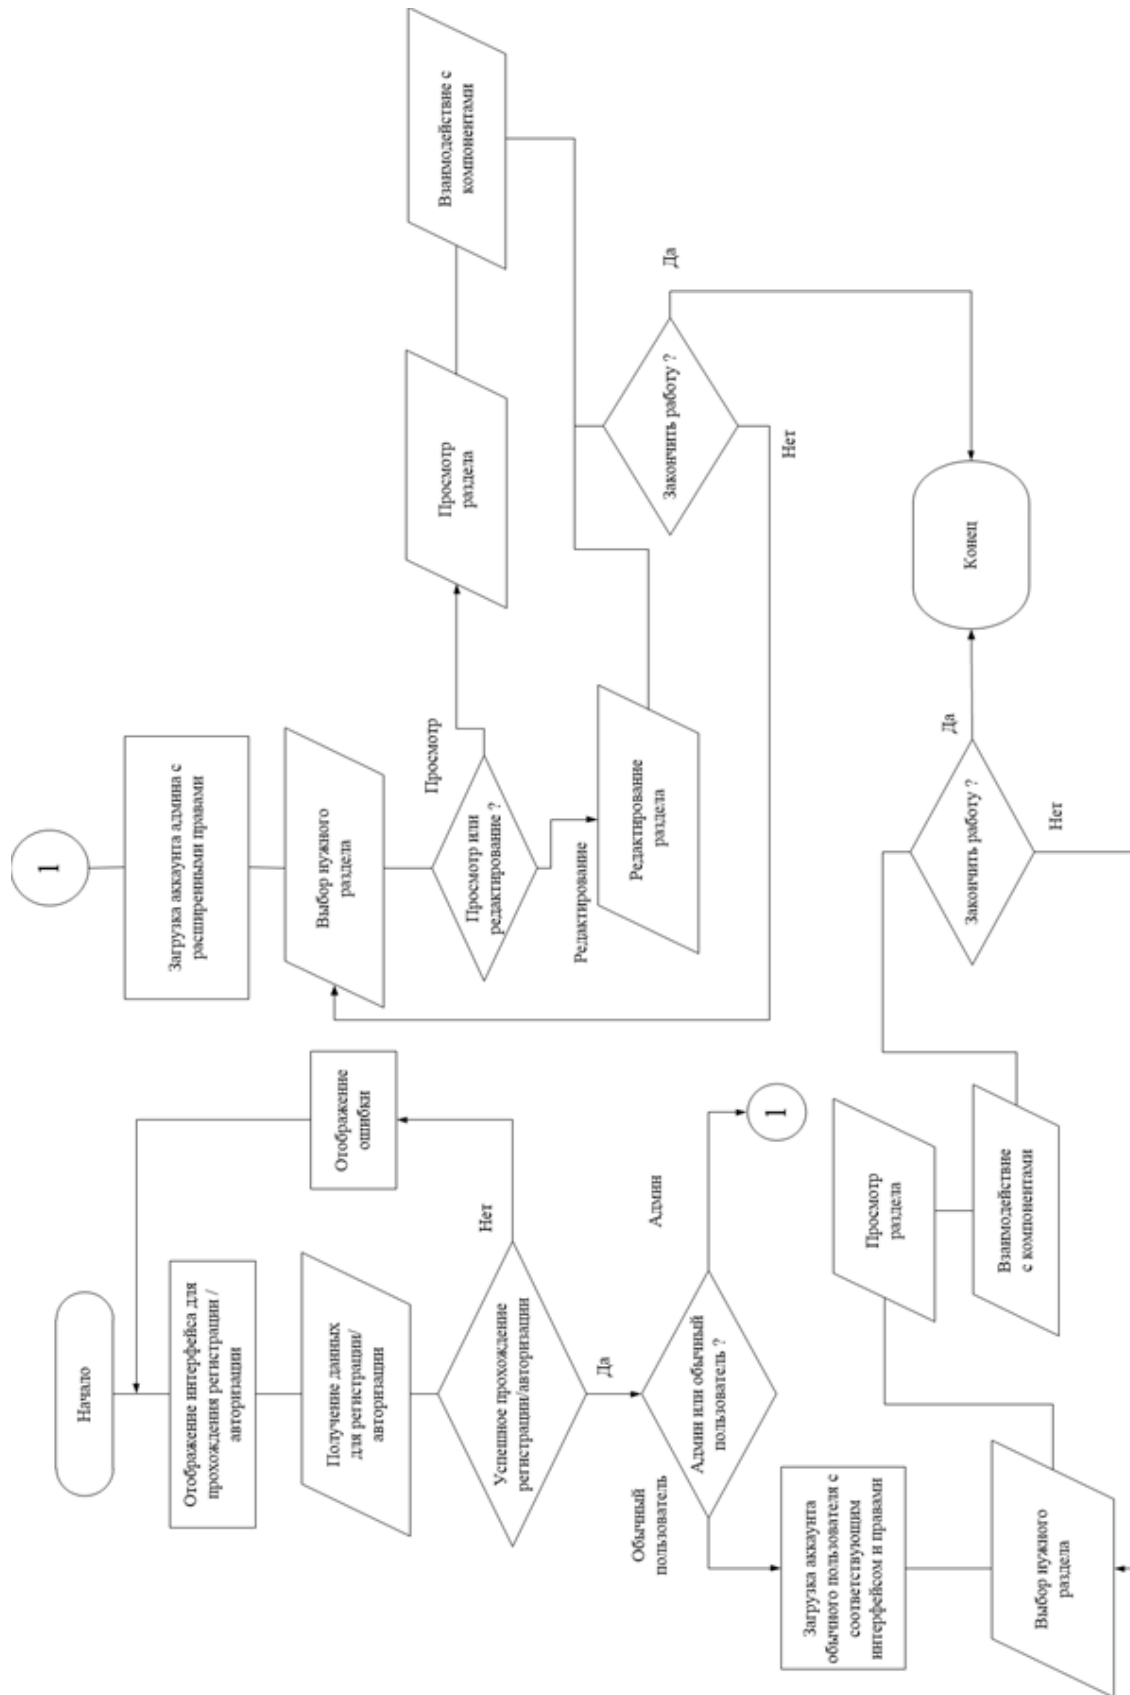 Начало
Отображение интерфейса для
прохождения регистрации /
авторизации
Получение данных
для регистрации/
авторизации
Успешное прохождение
регистрации/авторизации
Нет
Отображение
ошибки
Да
Админ или обычный
пользователь ?
Админ
1
Обычный
пользователь
Загрузка аккаунта
обычного пользователя с
соответствующим
интерфейсом и правами
Выбор нужного
раздела
Просмотр
раздела
Взаимодействие
с компонентами
Закончить работу ?
Да
Нет
Конец
1
Загрузка аккаунта админа с
расширенными правами
Выбор нужного
раздела
Просмотр или
редактирование ?
Просмотр
Редактирование
Просмотр
раздела
Взаимодействие с
компонентами
Редактирование
раздела
Закончить работу ?
Да
Нет